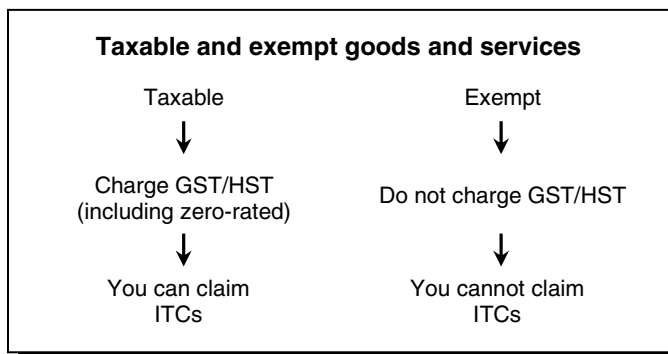 Taxable and exempt goods and services
Taxable
Charge GST/HST
(including zero-rated)
You can claim
ITCs
Exempt
Do not charge GST/HST
You cannot claim
ITCs